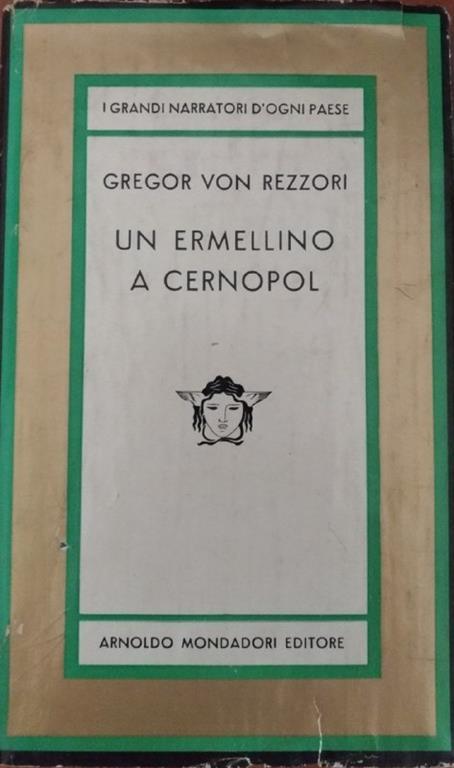 I GRANDI NARRATORI D'OGNI PAESE
GREGOR VON REZZORI
UN ERMELLINO
A CERNOPOL
ARNOLDO MONDADORI EDITORE